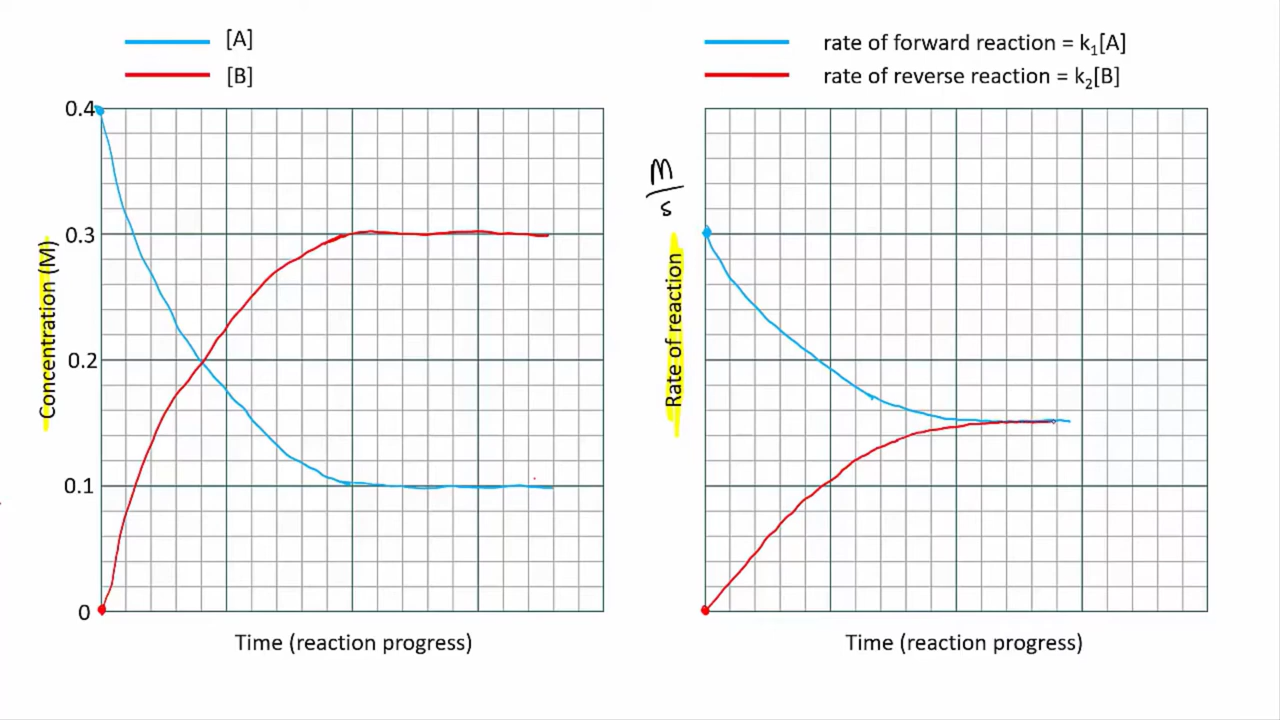 [A]
[B]
0.4
0.3
0.2
0.1
0
Concentration (M)
Time (reaction progress)
rate of forward reaction = k₁[A]
rate of reverse reaction = k₂[B]
M
s
Rate of reaction
Time (reaction progress)